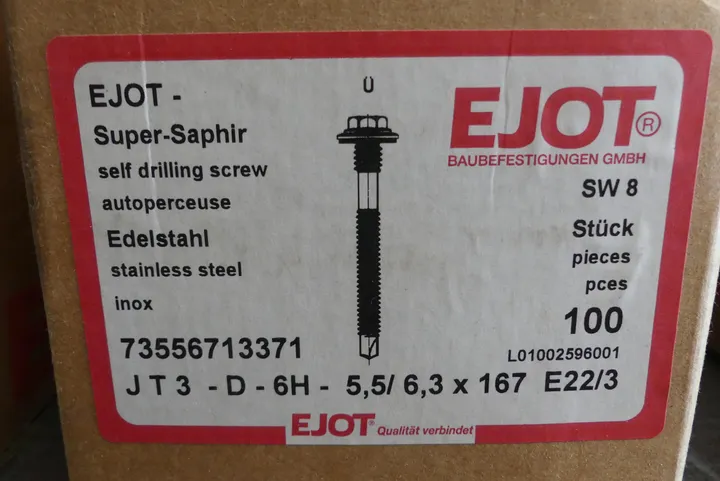 EJOT -
Super-Saphir
self drilling screw
autoperceuse
Edelstahl
stainless steel
inox
Ü
EJOT®
BAUBEFESTIGUNGEN GMBH
SW 8
Stück
pieces
pces
100
73556713371
L01002596001
JT3 - D - 6H - 5,5/ 6,3 x 167 E22/3
EJOT® Qualität verbindet